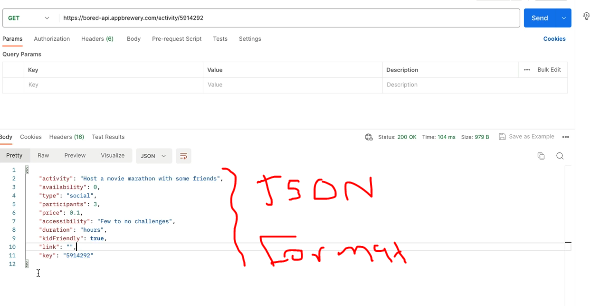 GET https://bored-api.appbrewery.com/activity/5914292 Send
Params Authorization Headers (6) Body Pre-request Script Tests Settings Cookies
Query Params
Key Value Description Bulk Edit
Key Value Description
Body Cookies Headers (16) Test Results Status: 200 OK Time: 104 ms Size: 979 B Save as Example
Pretty Raw Preview Visualize JSON
1 {
2 "activity": "Host a movie marathon with some friends",
3 "availability": 0,
4 "type": "social",
5 "participants": 3,
6 "price": 0.1,
7 "accessibility": "Few to no challenges",
8 "duration": "hours",
9 "kidFriendly": true,
10 "link": "",
11 "key": "5914292"
12 }
JSON
Format